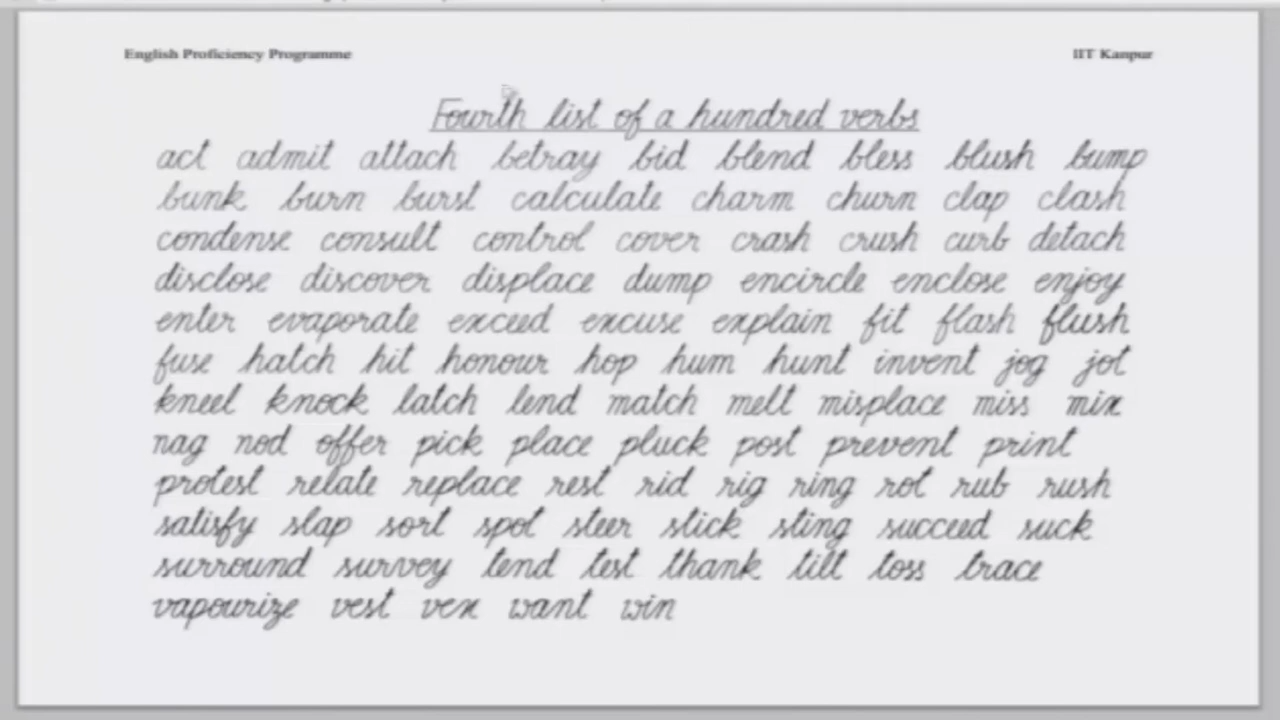 English Proficiency Programme IIT Kanpur
Fourth list of a hundred verbs
act admit attach betray bid blend bless blush bump
bunk burn burst calculate charm churn clap clash
condense consult control cover crash crush curb detach
disclose discover displace dump encircle enclose enjoy
enter evaporate exceed excuse explain fit flash flush
fuse hatch hit honour hop hum hunt invent jog jot
kneel knock latch lend match melt misplace miss mix
nag nod offer pick place pluck post prevent print
protest relate replace rest rid rig ring rot rub rush
satisfy slap sort spot steer stick sting succeed suck
surround survey tend test thank tilt toss trace
vapourize vest vex want win